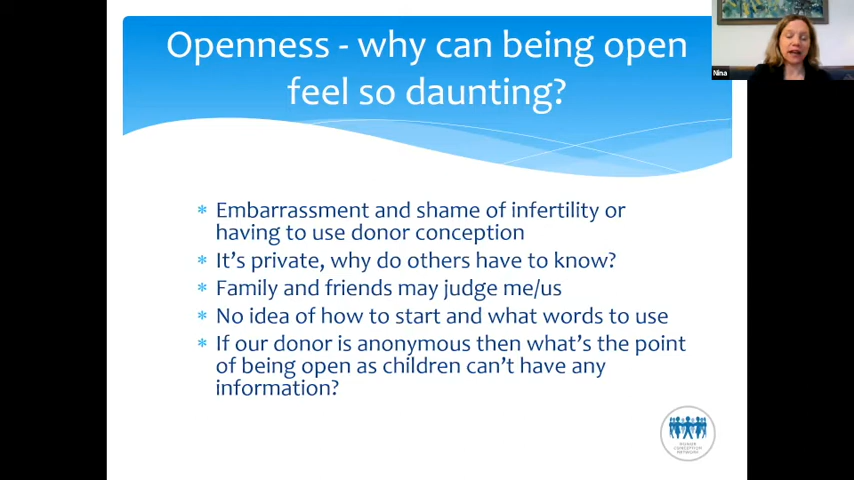 Openness - why can being open
feel so daunting?
Nina
* Embarrassment and shame of infertility or
having to use donor conception
* It's private, why do others have to know?
* Family and friends may judge me/us
* No idea of how to start and what words to use
* If our donor is anonymous then what's the point
of being open as children can't have any
information?
DONOR
CONCEPTION
NETWORK